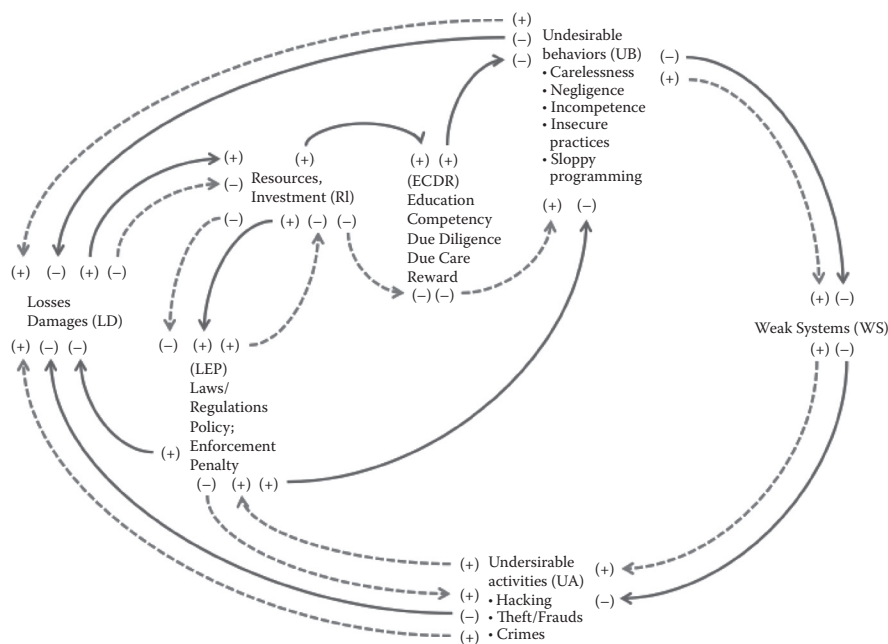 (+)
(–) Undesirable
(–) behaviors (UB) (–)
• Carelessness (+)
• Negligence
• Incompetence
• Insecure
practices
• Sloppy
programming
(+) (–)
(+) (+) (+) (+)
Resources,
(–) Investment (RI)
(–) (+) (–) (–)
(ECDR)
Education
Competency
Due Diligence
Due Care
Reward
(–) (–)
(+) (–) (+) (–)
Losses
Damages (LD)
(+) (–) (–)
(+) (–)
Weak Systems (WS)
(+) (–)
(–) (+) (+)
(LEP)
Laws/
Regulations
Policy;
Enforcement
(+) Penalty
(–) (+) (+)
(+) Undersirable (+)
activities (UA)
(+) • Hacking (–)
(–) • Theft/Frauds
(+) • Crimes